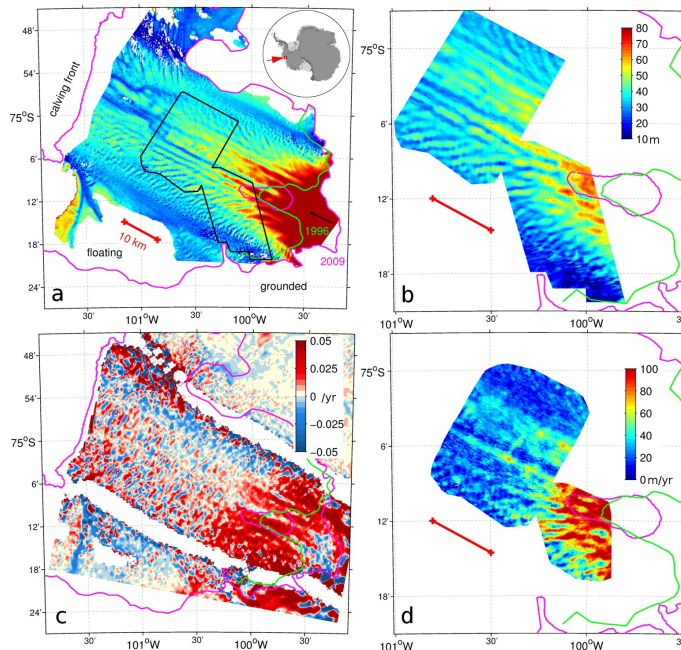 a
75°S
48'
54'
6'
12'
18'
24'
calving front
10 km
floating
grounded
1996
2009
30'
101°W
30'
100°W
30'
b
75°S
6'
12'
18'
101°W
30'
100°W
30'
80
70
60
50
40
30
20
10 m
c
48'
54'
75°S
6'
12'
18'
24'
30'
101°W
30'
100°W
30'
0.05
0.025
0 /yr
−0.025
−0.05
d
75°S
6'
12'
18'
101°W
30'
100°W
30'
100
80
60
40
20
0 m/yr